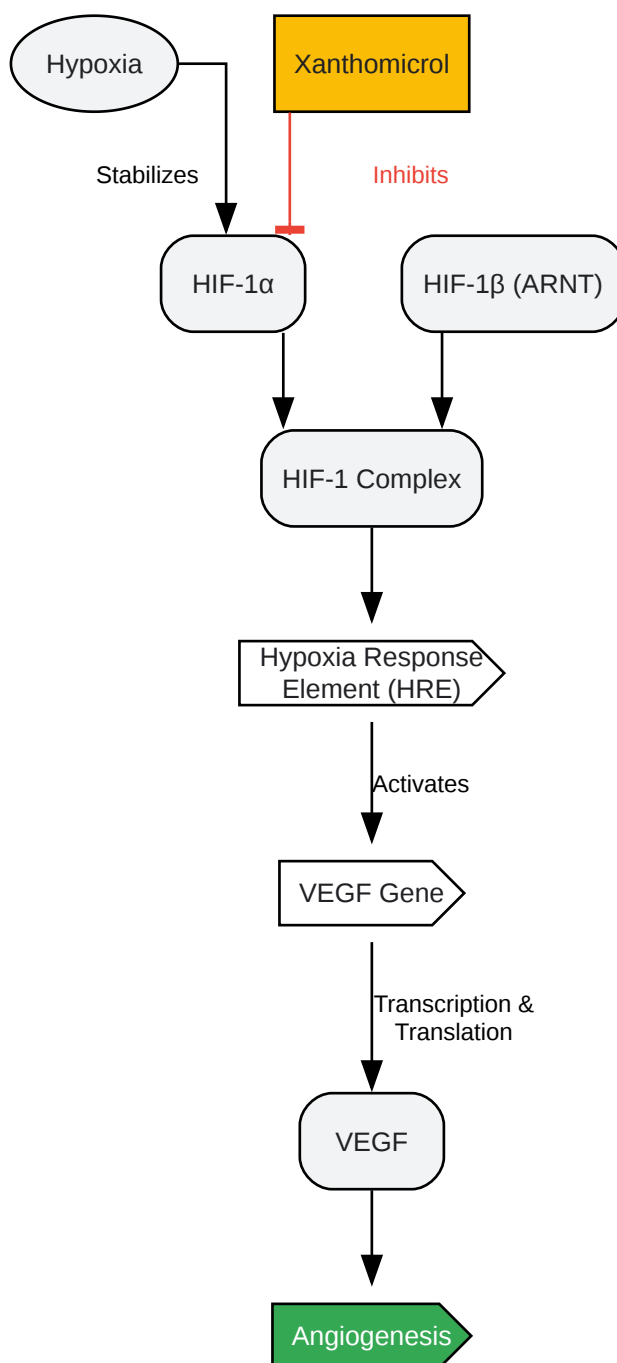 Hypoxia
Xanthomicrol
Stabilizes
Inhibits
HIF-1α
HIF-1β (ARNT)
HIF-1 Complex
Hypoxia Response
Element (HRE)
Activates
VEGF Gene
Transcription &
Translation
VEGF
Angiogenesis